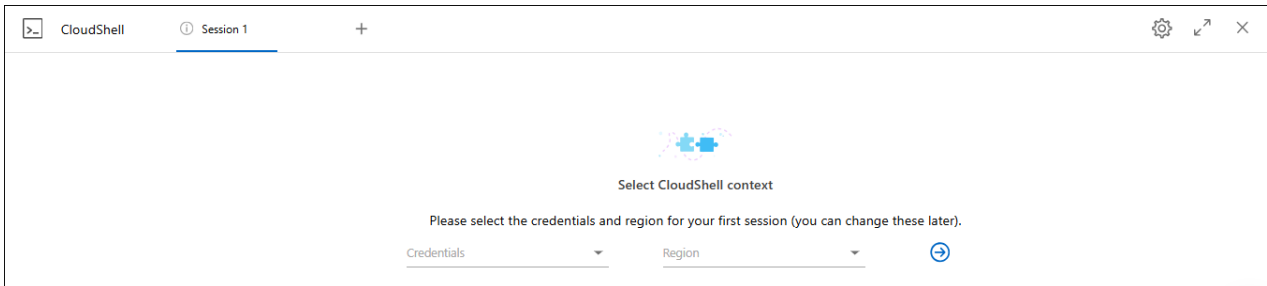 CloudShell
Session 1
Select CloudShell context
Please select the credentials and region for your first session (you can change these later).
Credentials
Region